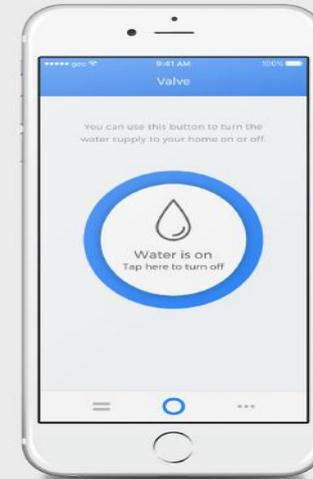 geo 9:41 AM 100%
Valve
You can use this button to turn the
water supply to your home on or off.
Water is on
Tap here to turn off